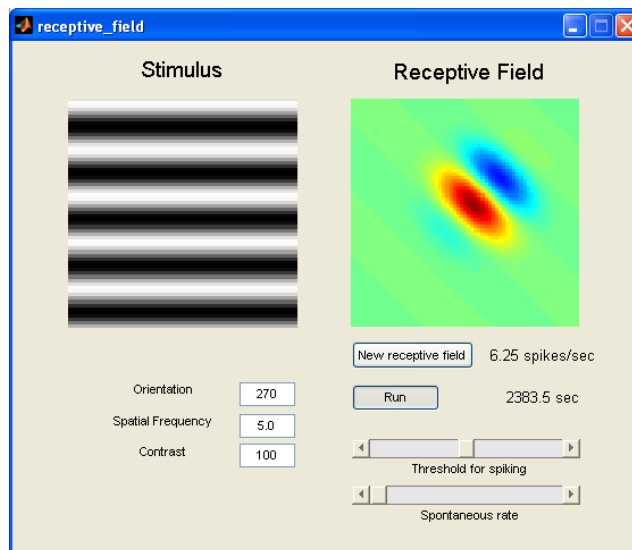 receptive_field
Stimulus
Receptive Field
New receptive field 6.25 spikes/sec
Run 2383.5 sec
Orientation 270
Spatial Frequency 5.0
Contrast 100
Threshold for spiking
Spontaneous rate